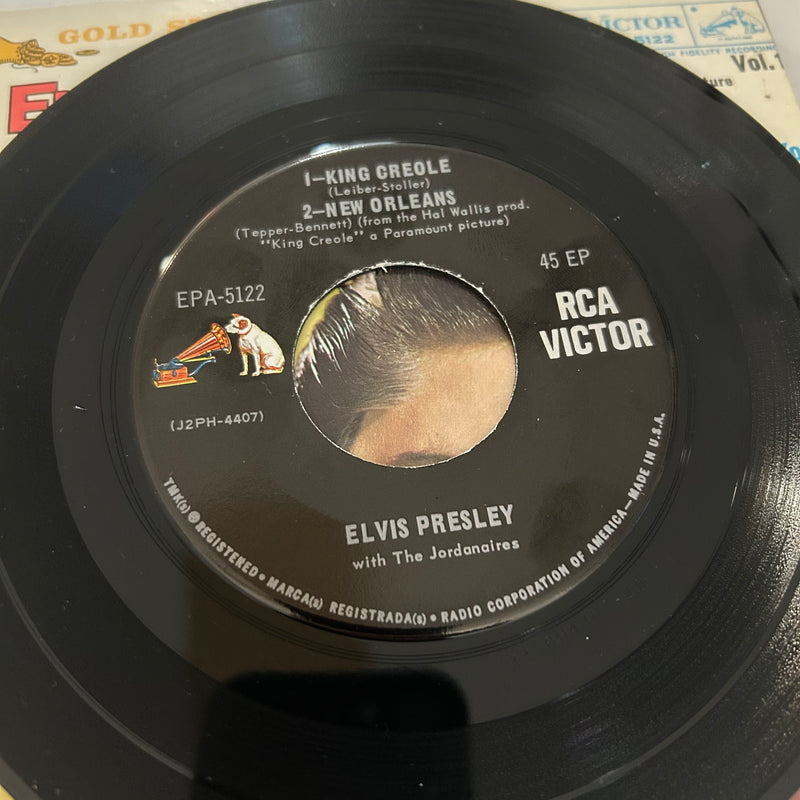 GOLD
VICTOR
5122
FIDELITY RECORDING
Vol.1
1—KING CREOLE
(Leiber-Stoller)
2—NEW ORLEANS
(Tepper-Bennett) (from the Hal Wallis prod.
"King Creole" a Paramount picture)
EPA-5122
45 EP
RCA
VICTOR
(J2PH-4407)
ELVIS PRESLEY
with The Jordanaires
TMK(s) ® REGISTERED • MARCA(s) REGISTRADA(s) • RADIO CORPORATION OF AMERICA—MADE IN U.S.A.